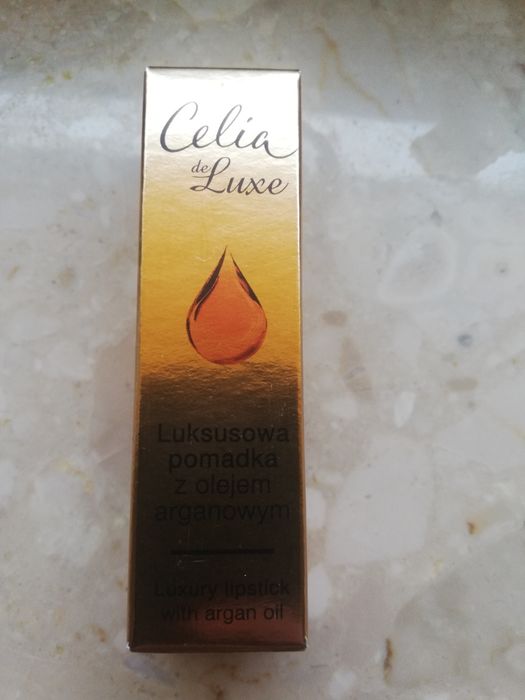 Celia
de Luxe
Luksusowa
pomadka
z olejem
arganowym
Luxury lipstick
with argan oil